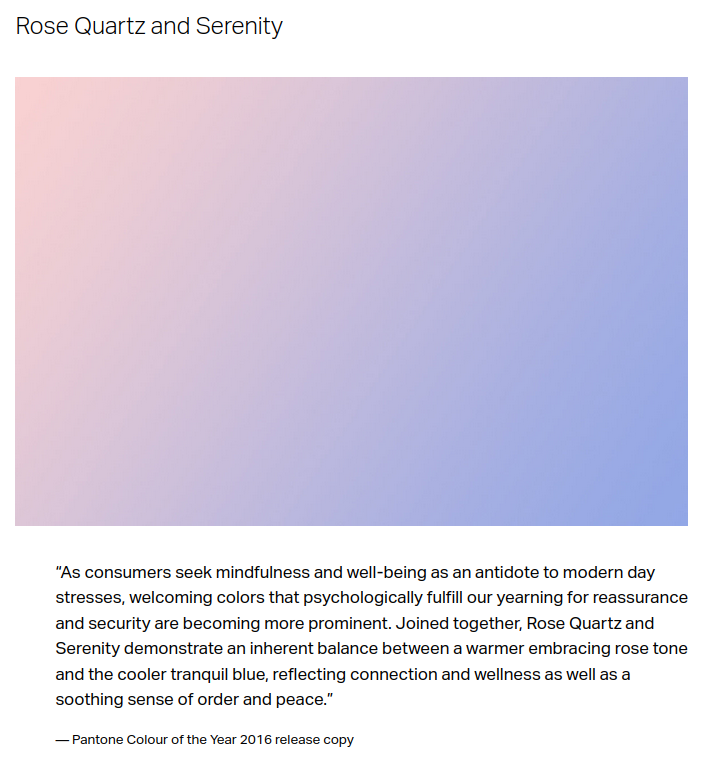 Rose Quartz and Serenity
“As consumers seek mindfulness and well-being as an antidote to modern day
stresses, welcoming colors that psychologically fulfill our yearning for reassurance
and security are becoming more prominent. Joined together, Rose Quartz and
Serenity demonstrate an inherent balance between a warmer embracing rose tone
and the cooler tranquil blue, reflecting connection and wellness as well as a
soothing sense of order and peace.”
— Pantone Colour of the Year 2016 release copy